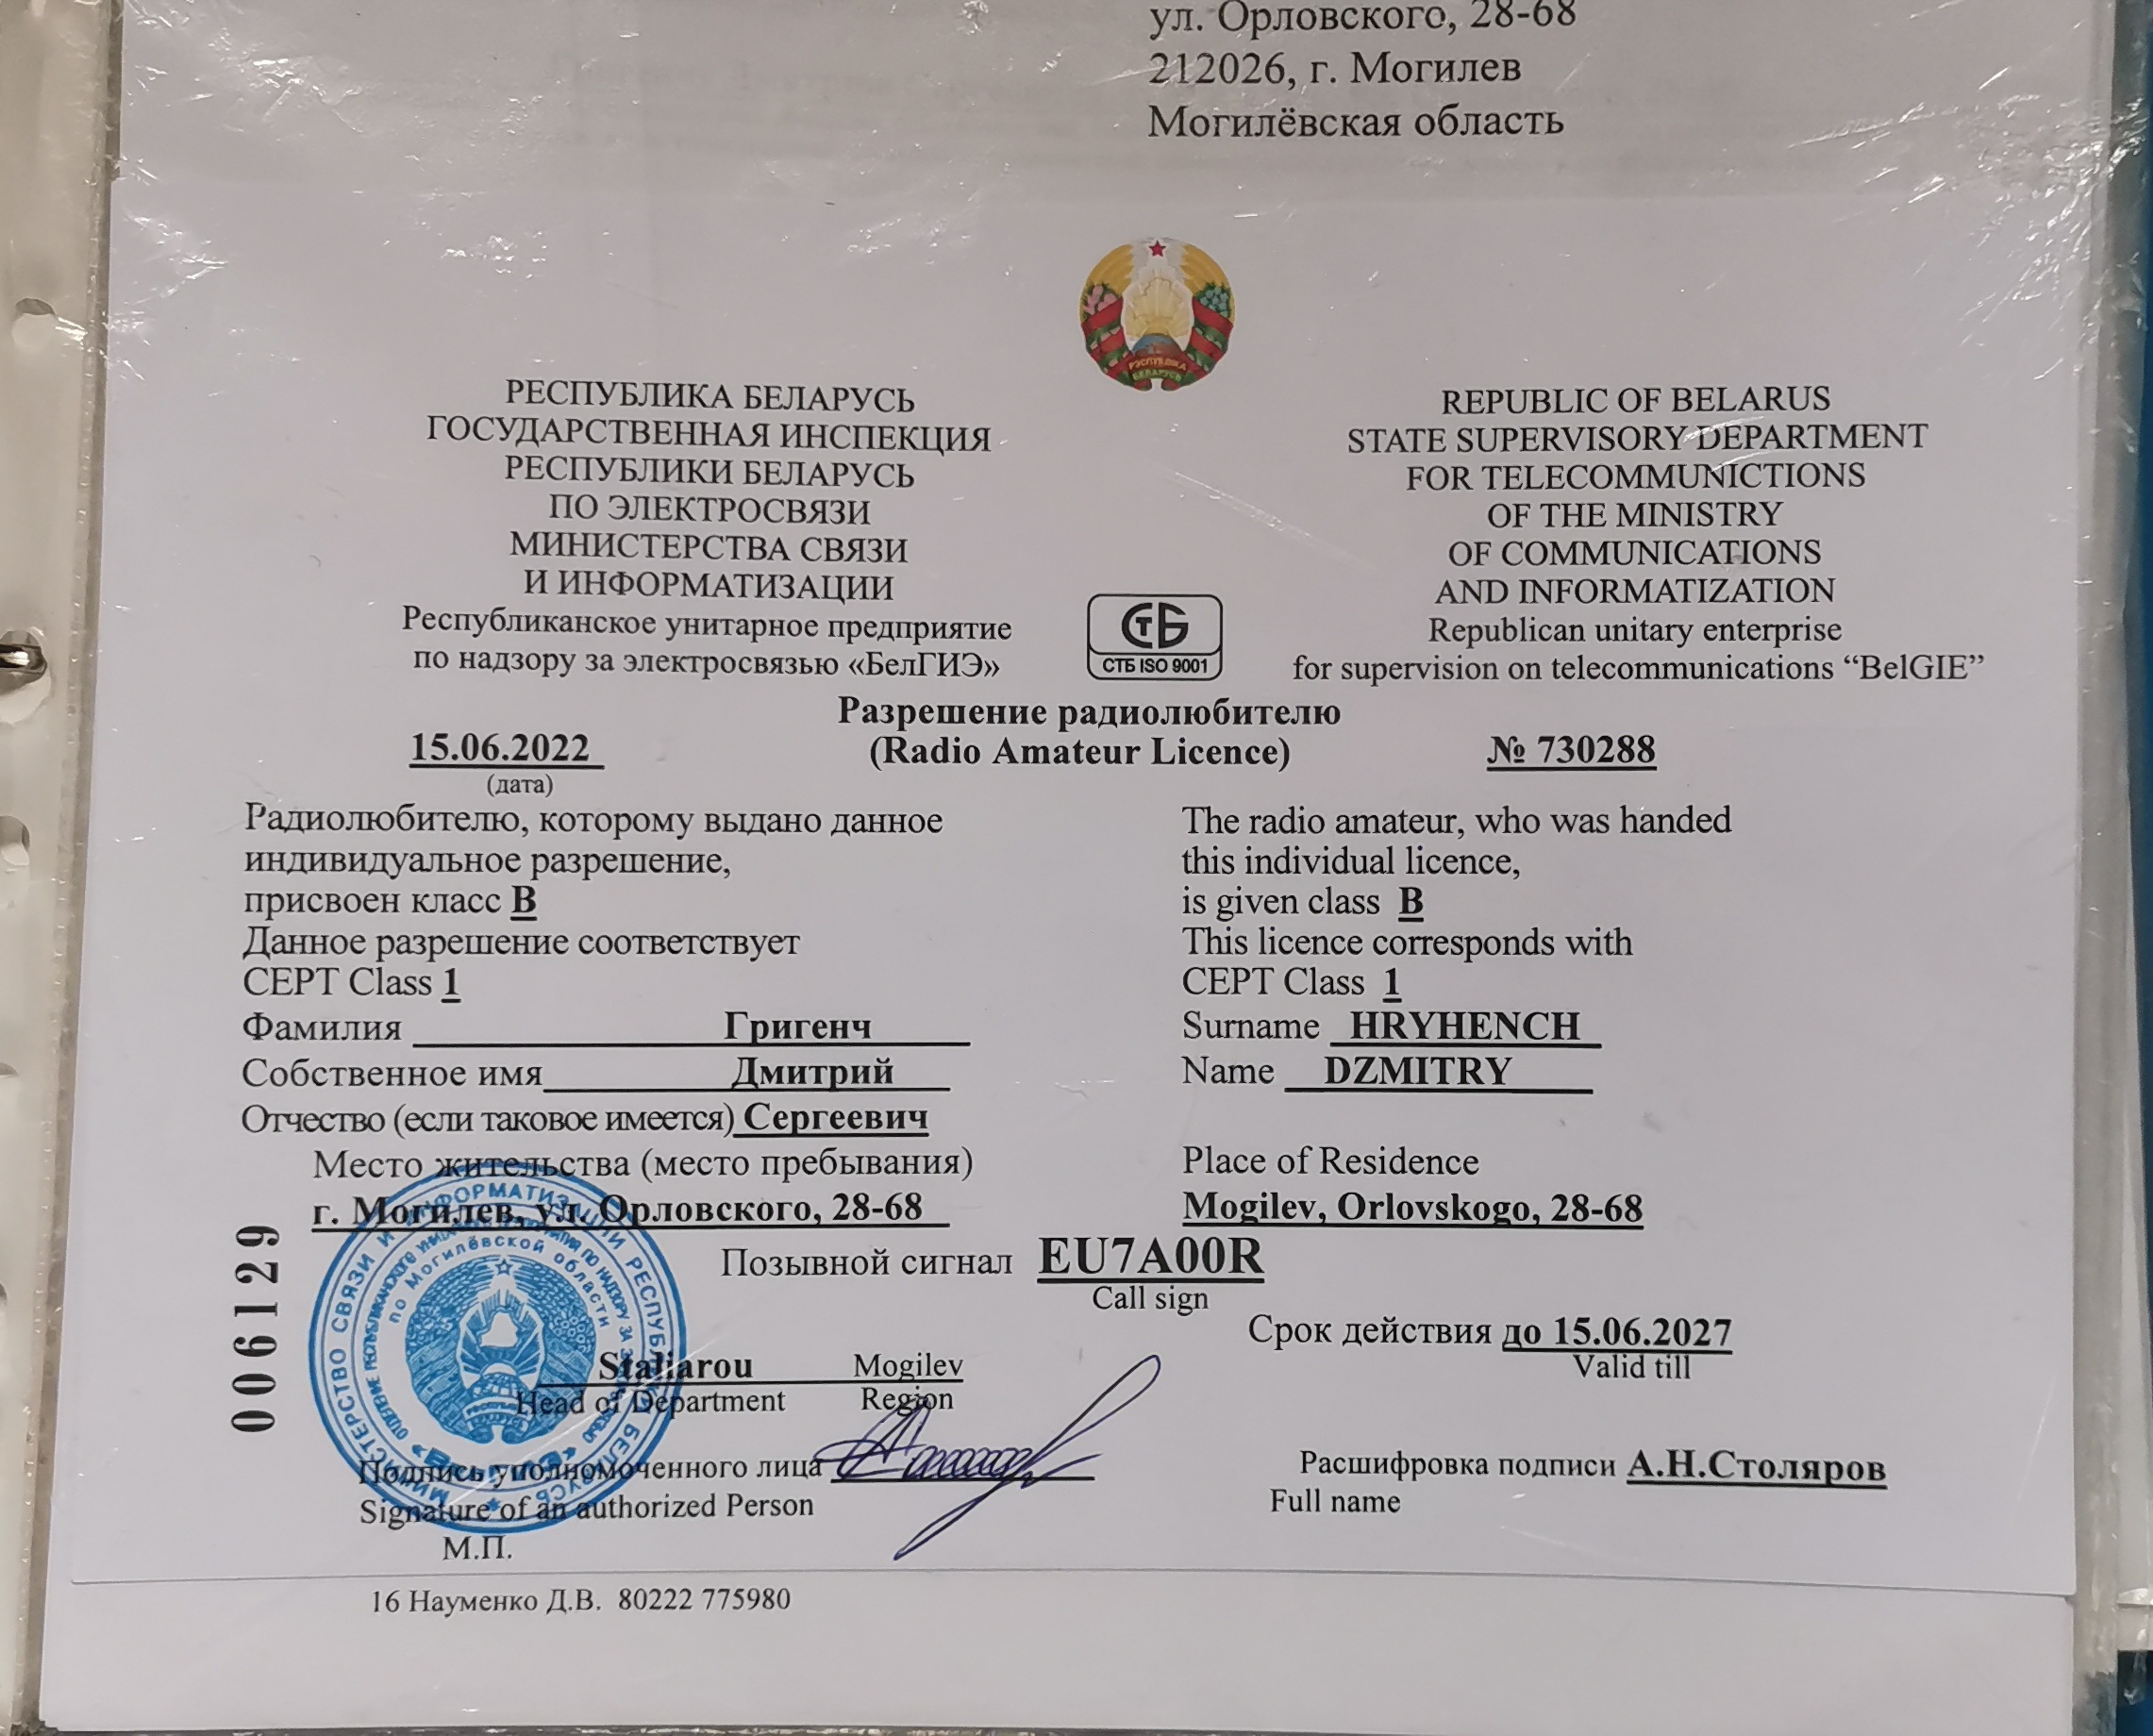 ул. Орловского, 28-68
212026, г. Могилев
Могилёвская область
РЕСПУБЛИКА БЕЛАРУСЬ
ГОСУДАРСТВЕННАЯ ИНСПЕКЦИЯ
РЕСПУБЛИКИ БЕЛАРУСЬ
ПО ЭЛЕКТРОСВЯЗИ
МИНИСТЕРСТВА СВЯЗИ
И ИНФОРМАТИЗАЦИИ
Республиканское унитарное предприятие
по надзору за электросвязью «БелГИЭ»
СТБ
СТБ ISO 9001
REPUBLIC OF BELARUS
STATE SUPERVISORY DEPARTMENT
FOR TELECOMMUNICTIONS
OF THE MINISTRY
OF COMMUNICATIONS
AND INFORMATIZATION
Republican unitary enterprise
for supervision on telecommunications “BelGIE”
Разрешение радиолюбителю
15.06.2022 (Radio Amateur Licence) № 730288
(дата)
Радиолюбителю, которому выдано данное
индивидуальное разрешение,
присвоен класс B
Данное разрешение соответствует
CEPT Class 1
Фамилия Григенч
Собственное имя Дмитрий
Отчество (если таковое имеется) Сергеевич
Место жительства (место пребывания)
г. Могилев, ул. Орловского, 28-68
The radio amateur, who was handed
this individual licence,
is given class B
This licence corresponds with
CEPT Class 1
Surname HRYHENCH
Name DZMITRY
Place of Residence
Mogilev, Orlovskogo, 28-68
006129
Позывной сигнал EU7A00R
Call sign
Срок действия до 15.06.2027
Valid till
Staliarou Mogilev
Head of Department Region
Подпись уполномоченного лица
Signature of an authorized Person
М.П.
Расшифровка подписи А.Н.Столяров
Full name
16 Науменко Д.В. 80222 775980